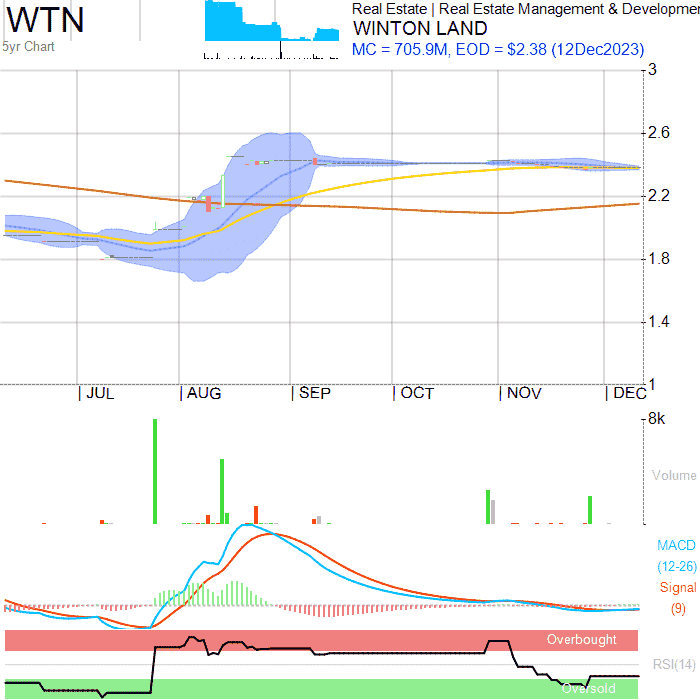 WTN
5yr Chart
Real Estate | Real Estate Management & Developmen
WINTON LAND
MC = 705.9M, EOD = $2.38 (12Dec2023)
3
2.6
2.2
1.8
1.4
1
JUL
AUG
SEP
OCT
NOV
DEC
8k
Volume
MACD
(12-26)
Signal
(9)
Overbought
RSI(14)
Oversold